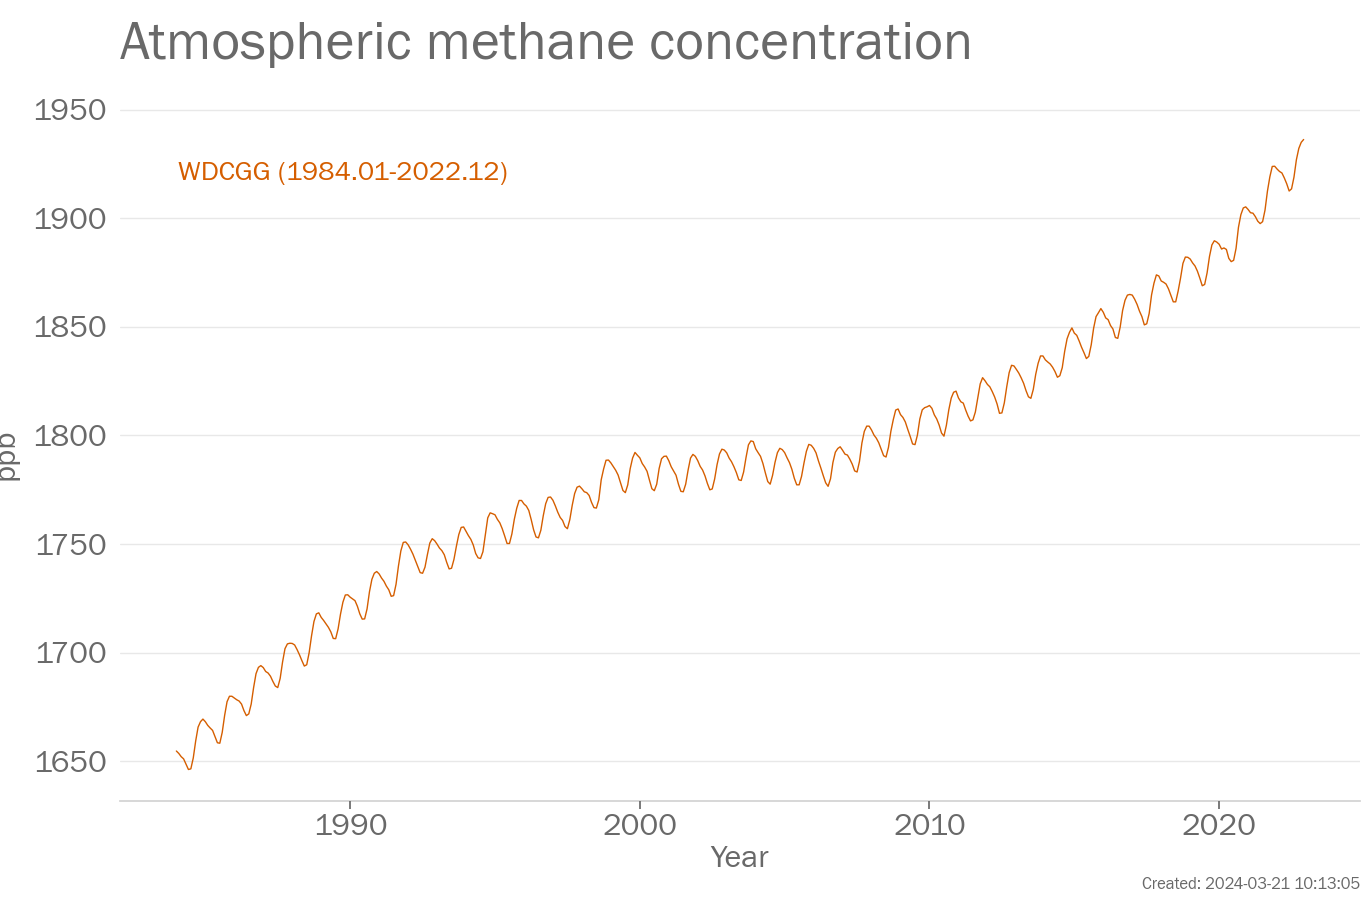 Atmospheric methane concentration
1950
WDCGG (1984.01-2022.12)
1900
1850
1800
ppb
1750
1700
1650
1990 2000 2010 2020
Year
Created: 2024-03-21 10:13:05